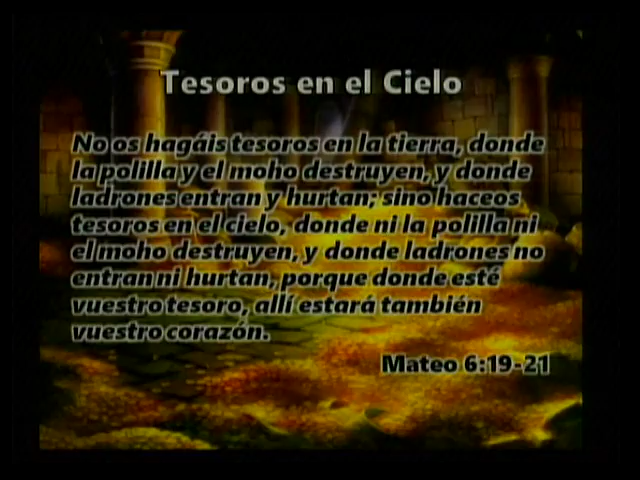 Tesoros en el Cielo
No os hagáis tesoros en la tierra, donde
la polilla y el moho destruyen, y donde
ladrones entran y hurtan; sino haceos
tesoros en el cielo, donde ni la polilla ni
el moho destruyen, y donde ladrones no
entran ni hurtan, porque donde esté
vuestro tesoro, allí estará también
vuestro corazón.
Mateo 6:19-21